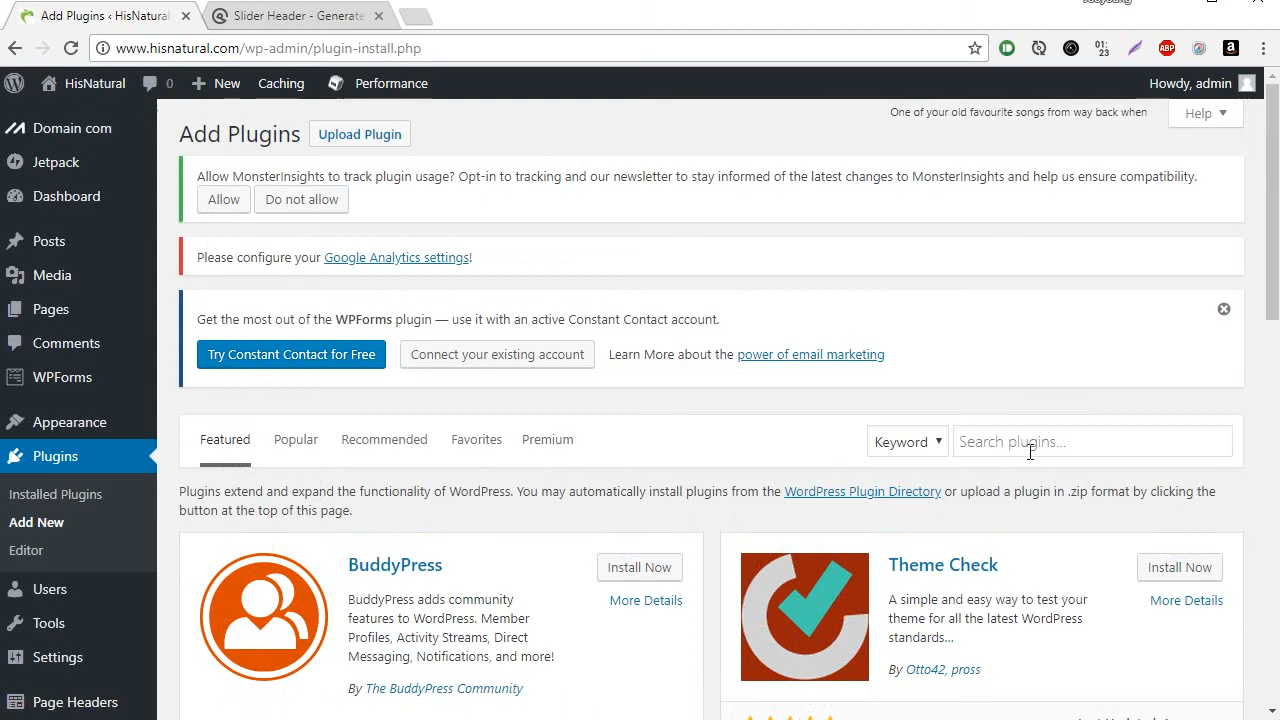 Add Plugins ‹ HisNatural
Slider Header - Generate
www.hisnatural.com/wp-admin/plugin-install.php
01:
23
ABP
HisNatural
0
New
Caching
Performance
Howdy, admin
Domain com
Jetpack
Dashboard
Posts
Media
Pages
Comments
WPForms
Appearance
Plugins
Installed Plugins
Add New
Editor
Users
Tools
Settings
Page Headers
One of your old favourite songs from way back when
Help
Add Plugins
Upload Plugin
Allow MonsterInsights to track plugin usage? Opt-in to tracking and our newsletter to stay informed of the latest changes to MonsterInsights and help us ensure compatibility.
Allow
Do not allow
Please configure your Google Analytics settings!
Get the most out of the WPForms plugin — use it with an active Constant Contact account.
Try Constant Contact for Free
Connect your existing account
Learn More about the power of email marketing
Featured
Popular
Recommended
Favorites
Premium
Keyword
Search plugins...
Plugins extend and expand the functionality of WordPress. You may automatically install plugins from the WordPress Plugin Directory or upload a plugin in .zip format by clicking the
button at the top of this page.
BuddyPress
Install Now
More Details
BuddyPress adds community
features to WordPress. Member
Profiles, Activity Streams, Direct
Messaging, Notifications, and more!
By The BuddyPress Community
Theme Check
Install Now
More Details
A simple and easy way to test your
theme for all the latest WordPress
standards...
By Otto42, pross